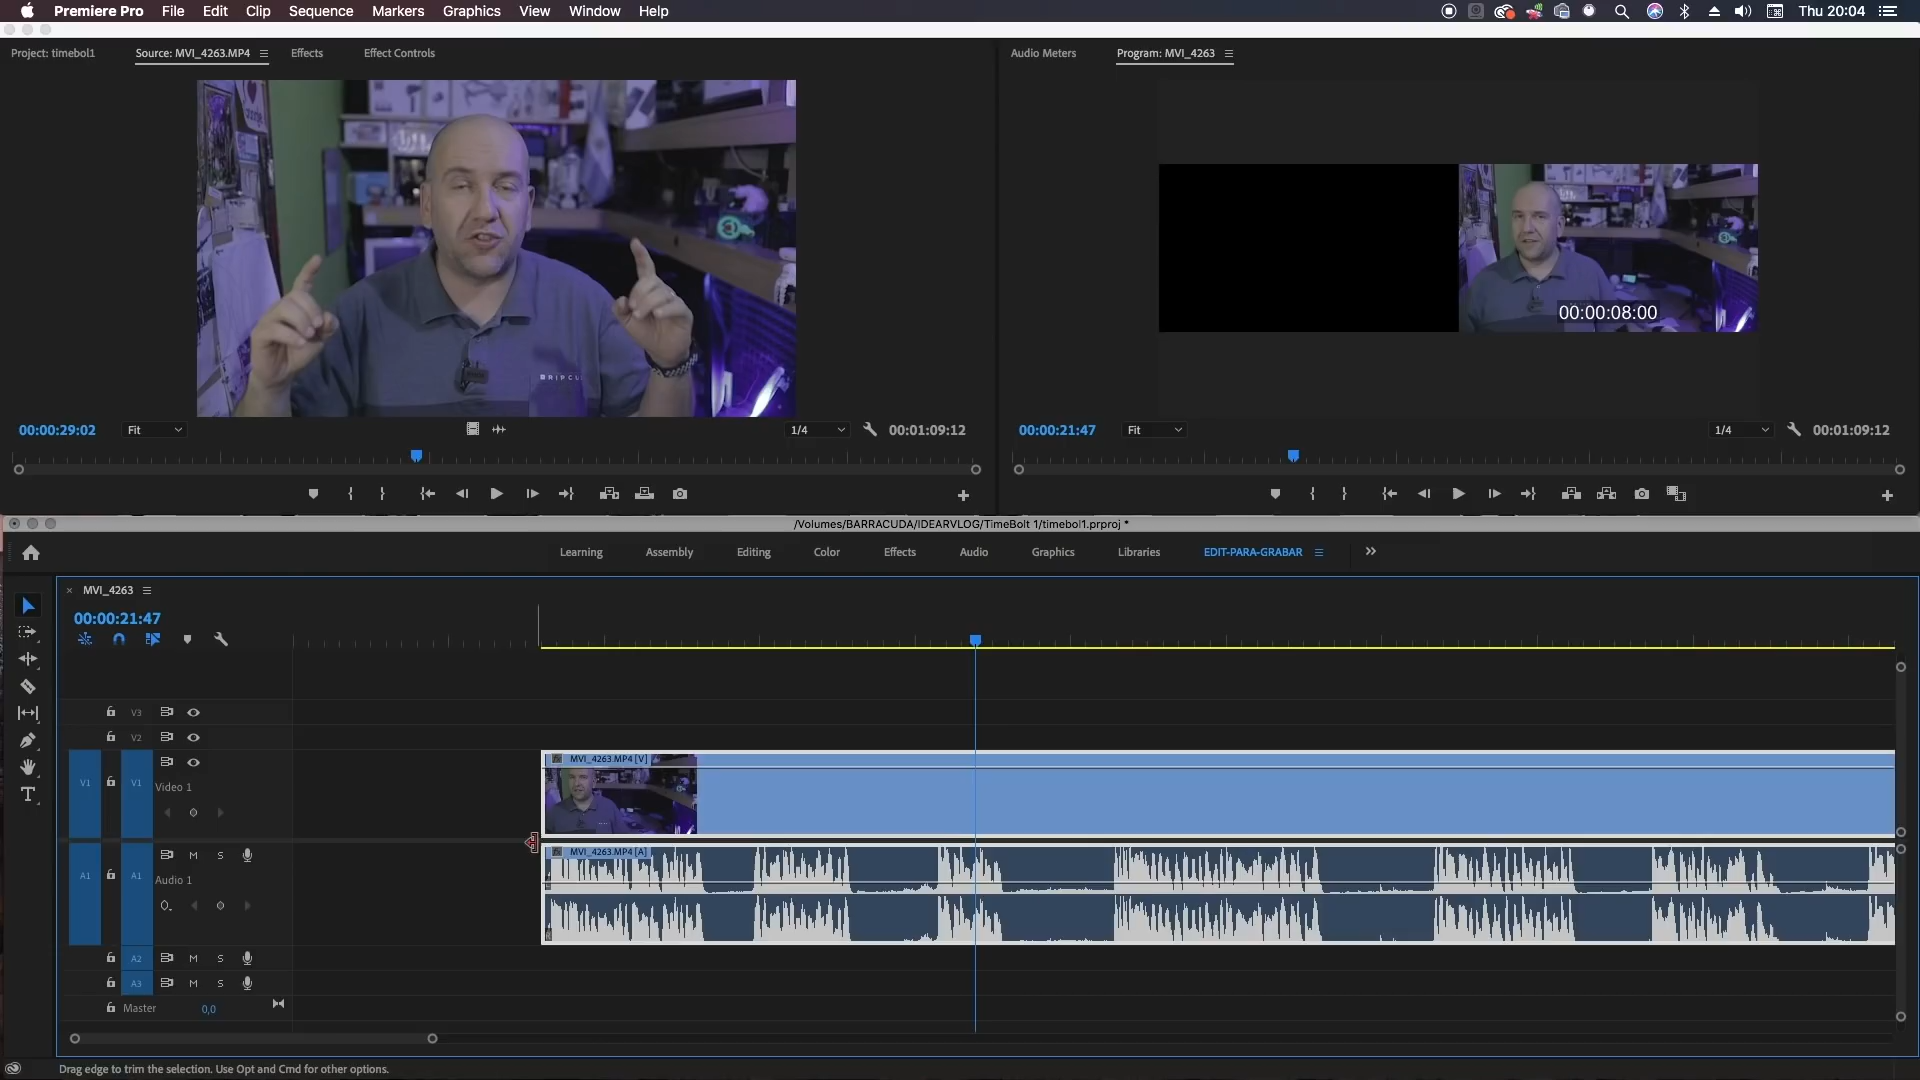 Premiere Pro File Edit Clip Sequence Markers Graphics View Window Help Thu 20:04
Project: timebol1 Source: MVI_4263.MP4 Effects Effect Controls
Audio Meters Program: MVI_4263
RIPCU
00:00:08:00
00:00:29:02 Fit 1/4 00:01:09:12
00:00:21:47 Fit 1/4 00:01:09:12
/Volumes/BARRACUDA/IDEARVLOG/TimeBolt 1/timebol1.prproj *
Learning Assembly Editing Color Effects Audio Graphics Libraries EDIT-PARA-GRABAR
× MVI_4263
00:00:21:47
V3
V2
MVI_4263.MP4 [V]
V1 V1
Video 1
MVI_4263.MP4 [A]
M S
A1 A1 Audio 1
A2 M S
A3 M S
Master 0,0
Drag edge to trim the selection. Use Opt and Cmd for other options.